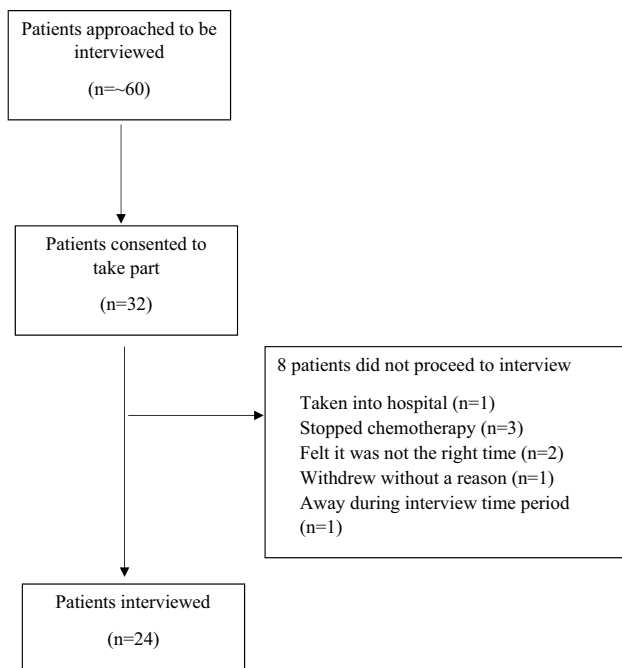 Patients approached to be
interviewed
(n=~60)
Patients consented to
take part
(n=32)
8 patients did not proceed to interview
Taken into hospital (n=1)
Stopped chemotherapy (n=3)
Felt it was not the right time (n=2)
Withdrew without a reason (n=1)
Away during interview time period
(n=1)
Patients interviewed
(n=24)